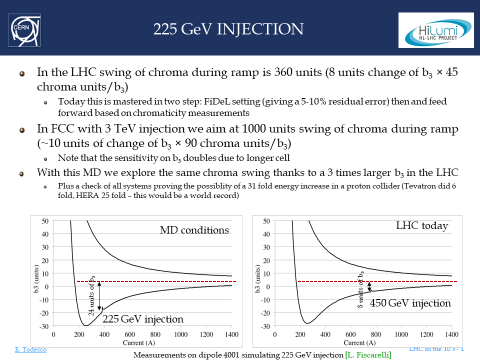 CERN
225 GeV INJECTION
HiLumi
HL-LHC PROJECT
In the LHC swing of chroma during ramp is 360 units (8 units change of b3 × 45
chroma units/b3)
Today this is mastered in two step: FiDeL setting (giving a 5-10% residual error) then and feed
forward based on chromaticity measurements
In FCC with 3 TeV injection we aim at 1000 units swing of chroma during ramp
(~10 units of change of b3 × 90 chroma units/b3)
Note that the sensitivity on b3 doubles due to longer cell
With this MD we explore the same chroma swing thanks to a 3 times larger b3 in the LHC
Plus a check of all systems proving the possiblity of a 31 fold energy increase in a proton collider (Tevatron did 6
fold, HERA 25 fold – this would be a world record)
50
40
30
20
10
0
-10
-20
-30
b3 (units)
MD conditions
24 units of b3
225 GeV injection
200 400 600 800 1000 1200 1400
Current (A)
50
40
30
20
10
0
-10
-20
-30
b3 (units)
LHC today
8 units of b3
450 GeV injection
200 400 600 800 1000 1200 1400
Current (A)
E. Todesco
LHC in the 10's - 1
Measurements on dipole 4001 simulating 225 GeV injection [L. Fiscarelli]